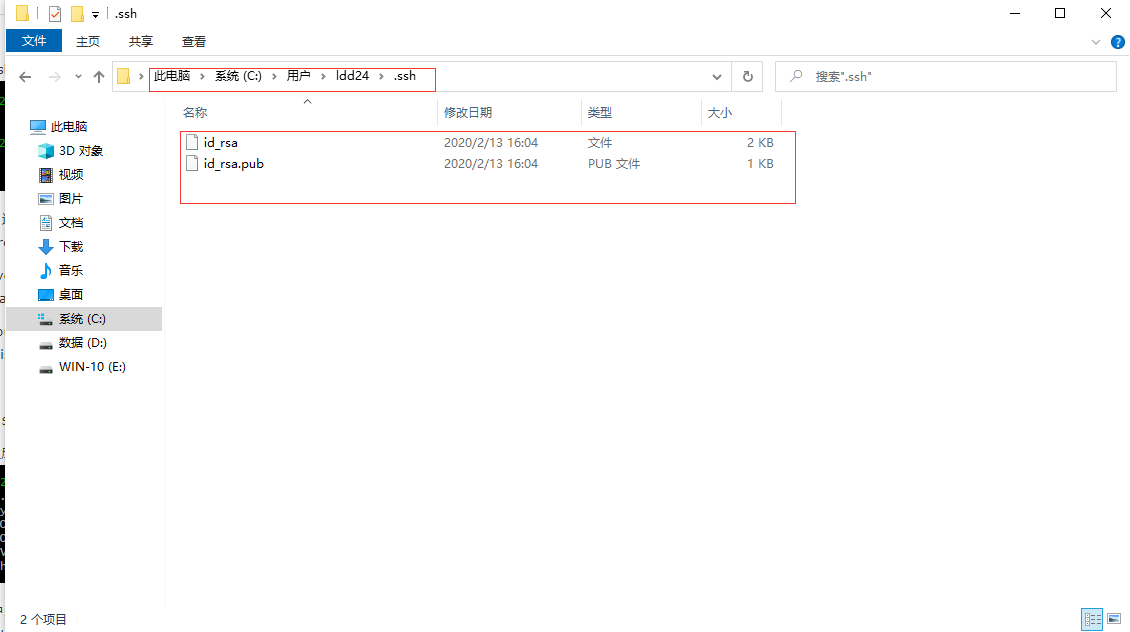 .ssh
文件 主页 共享 查看
此电脑 系统 (C:) 用户 ldd24 .ssh 搜索".ssh"
名称 修改日期 类型 大小
id_rsa 2020/2/13 16:04 文件 2 KB
id_rsa.pub 2020/2/13 16:04 PUB 文件 1 KB
此电脑
3D 对象
视频
图片
文档
下载
音乐
桌面
系统 (C:)
数据 (D:)
WIN-10 (E:)
2 个项目